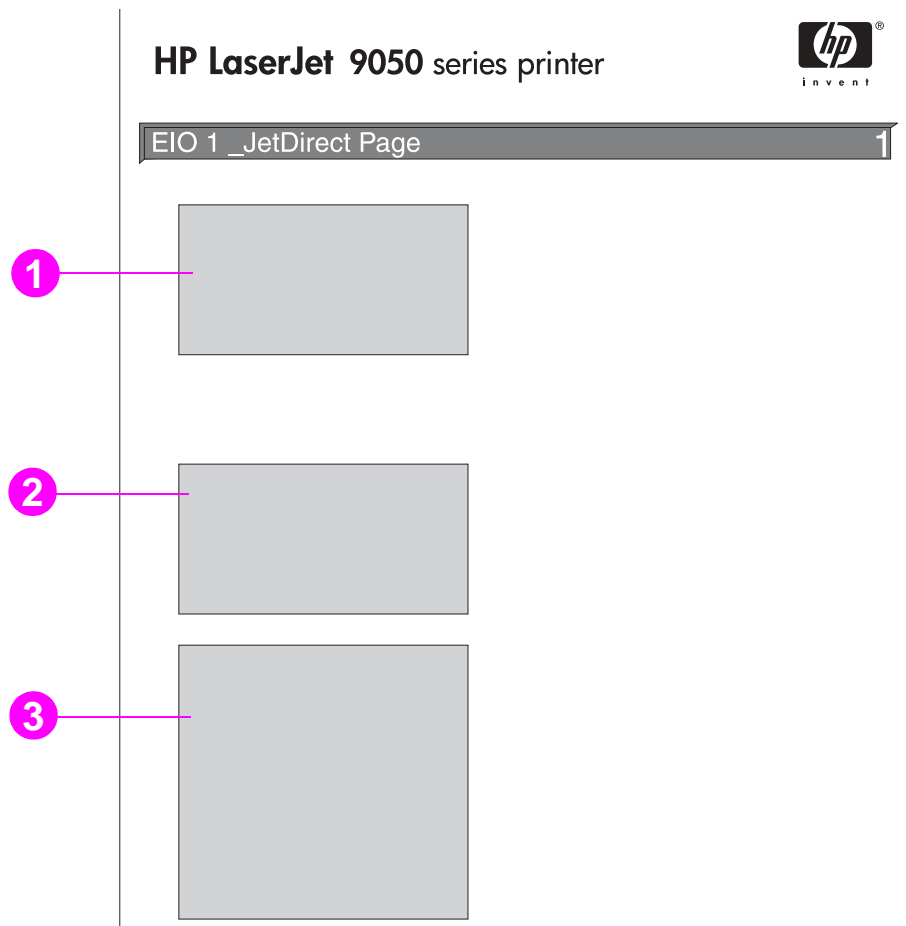 HP LaserJet 9050 series printer
hp ®
invent
EIO 1 _JetDirect Page 1
1
2
3